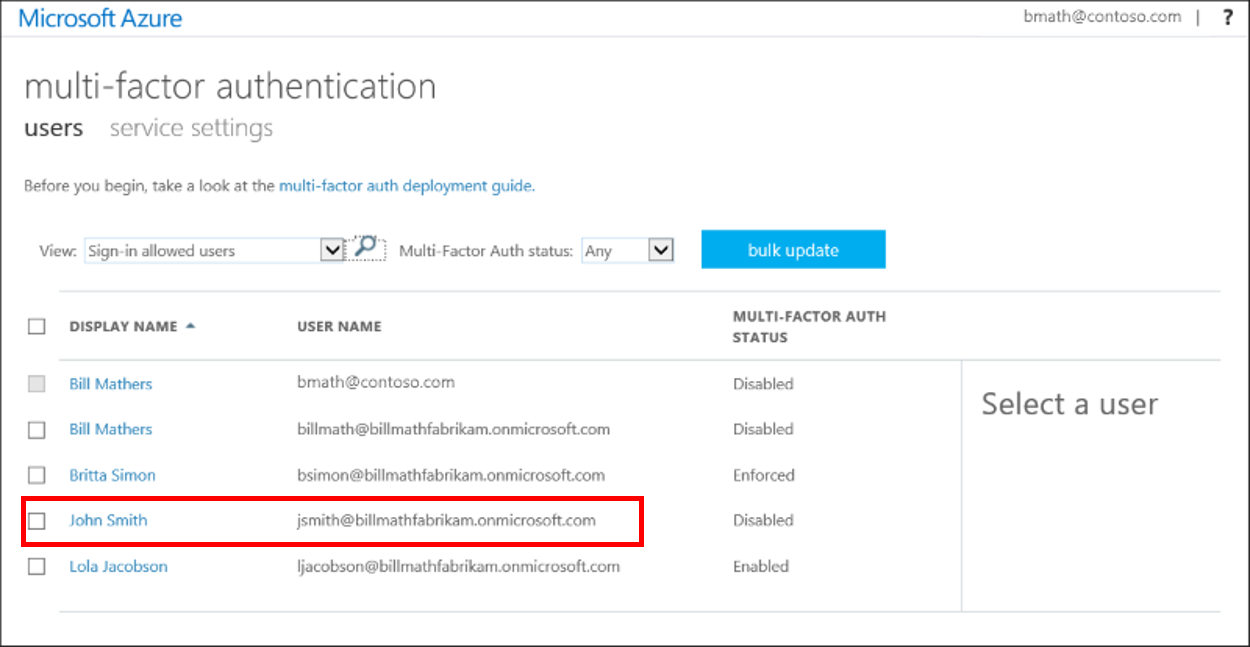 Microsoft Azure bmath@contoso.com | ?
multi-factor authentication
users service settings
Before you begin, take a look at the multi-factor auth deployment guide.
View: Sign-in allowed users Multi-Factor Auth status: Any bulk update
DISPLAY NAME USER NAME MULTI-FACTOR AUTH STATUS
Bill Mathers bmath@contoso.com Disabled
Select a user
Bill Mathers billmath@billmathfabrikam.onmicrosoft.com Disabled
Britta Simon bsimon@billmathfabrikam.onmicrosoft.com Enforced
John Smith jsmith@billmathfabrikam.onmicrosoft.com Disabled
Lola Jacobson ljacobson@billmathfabrikam.onmicrosoft.com Enabled